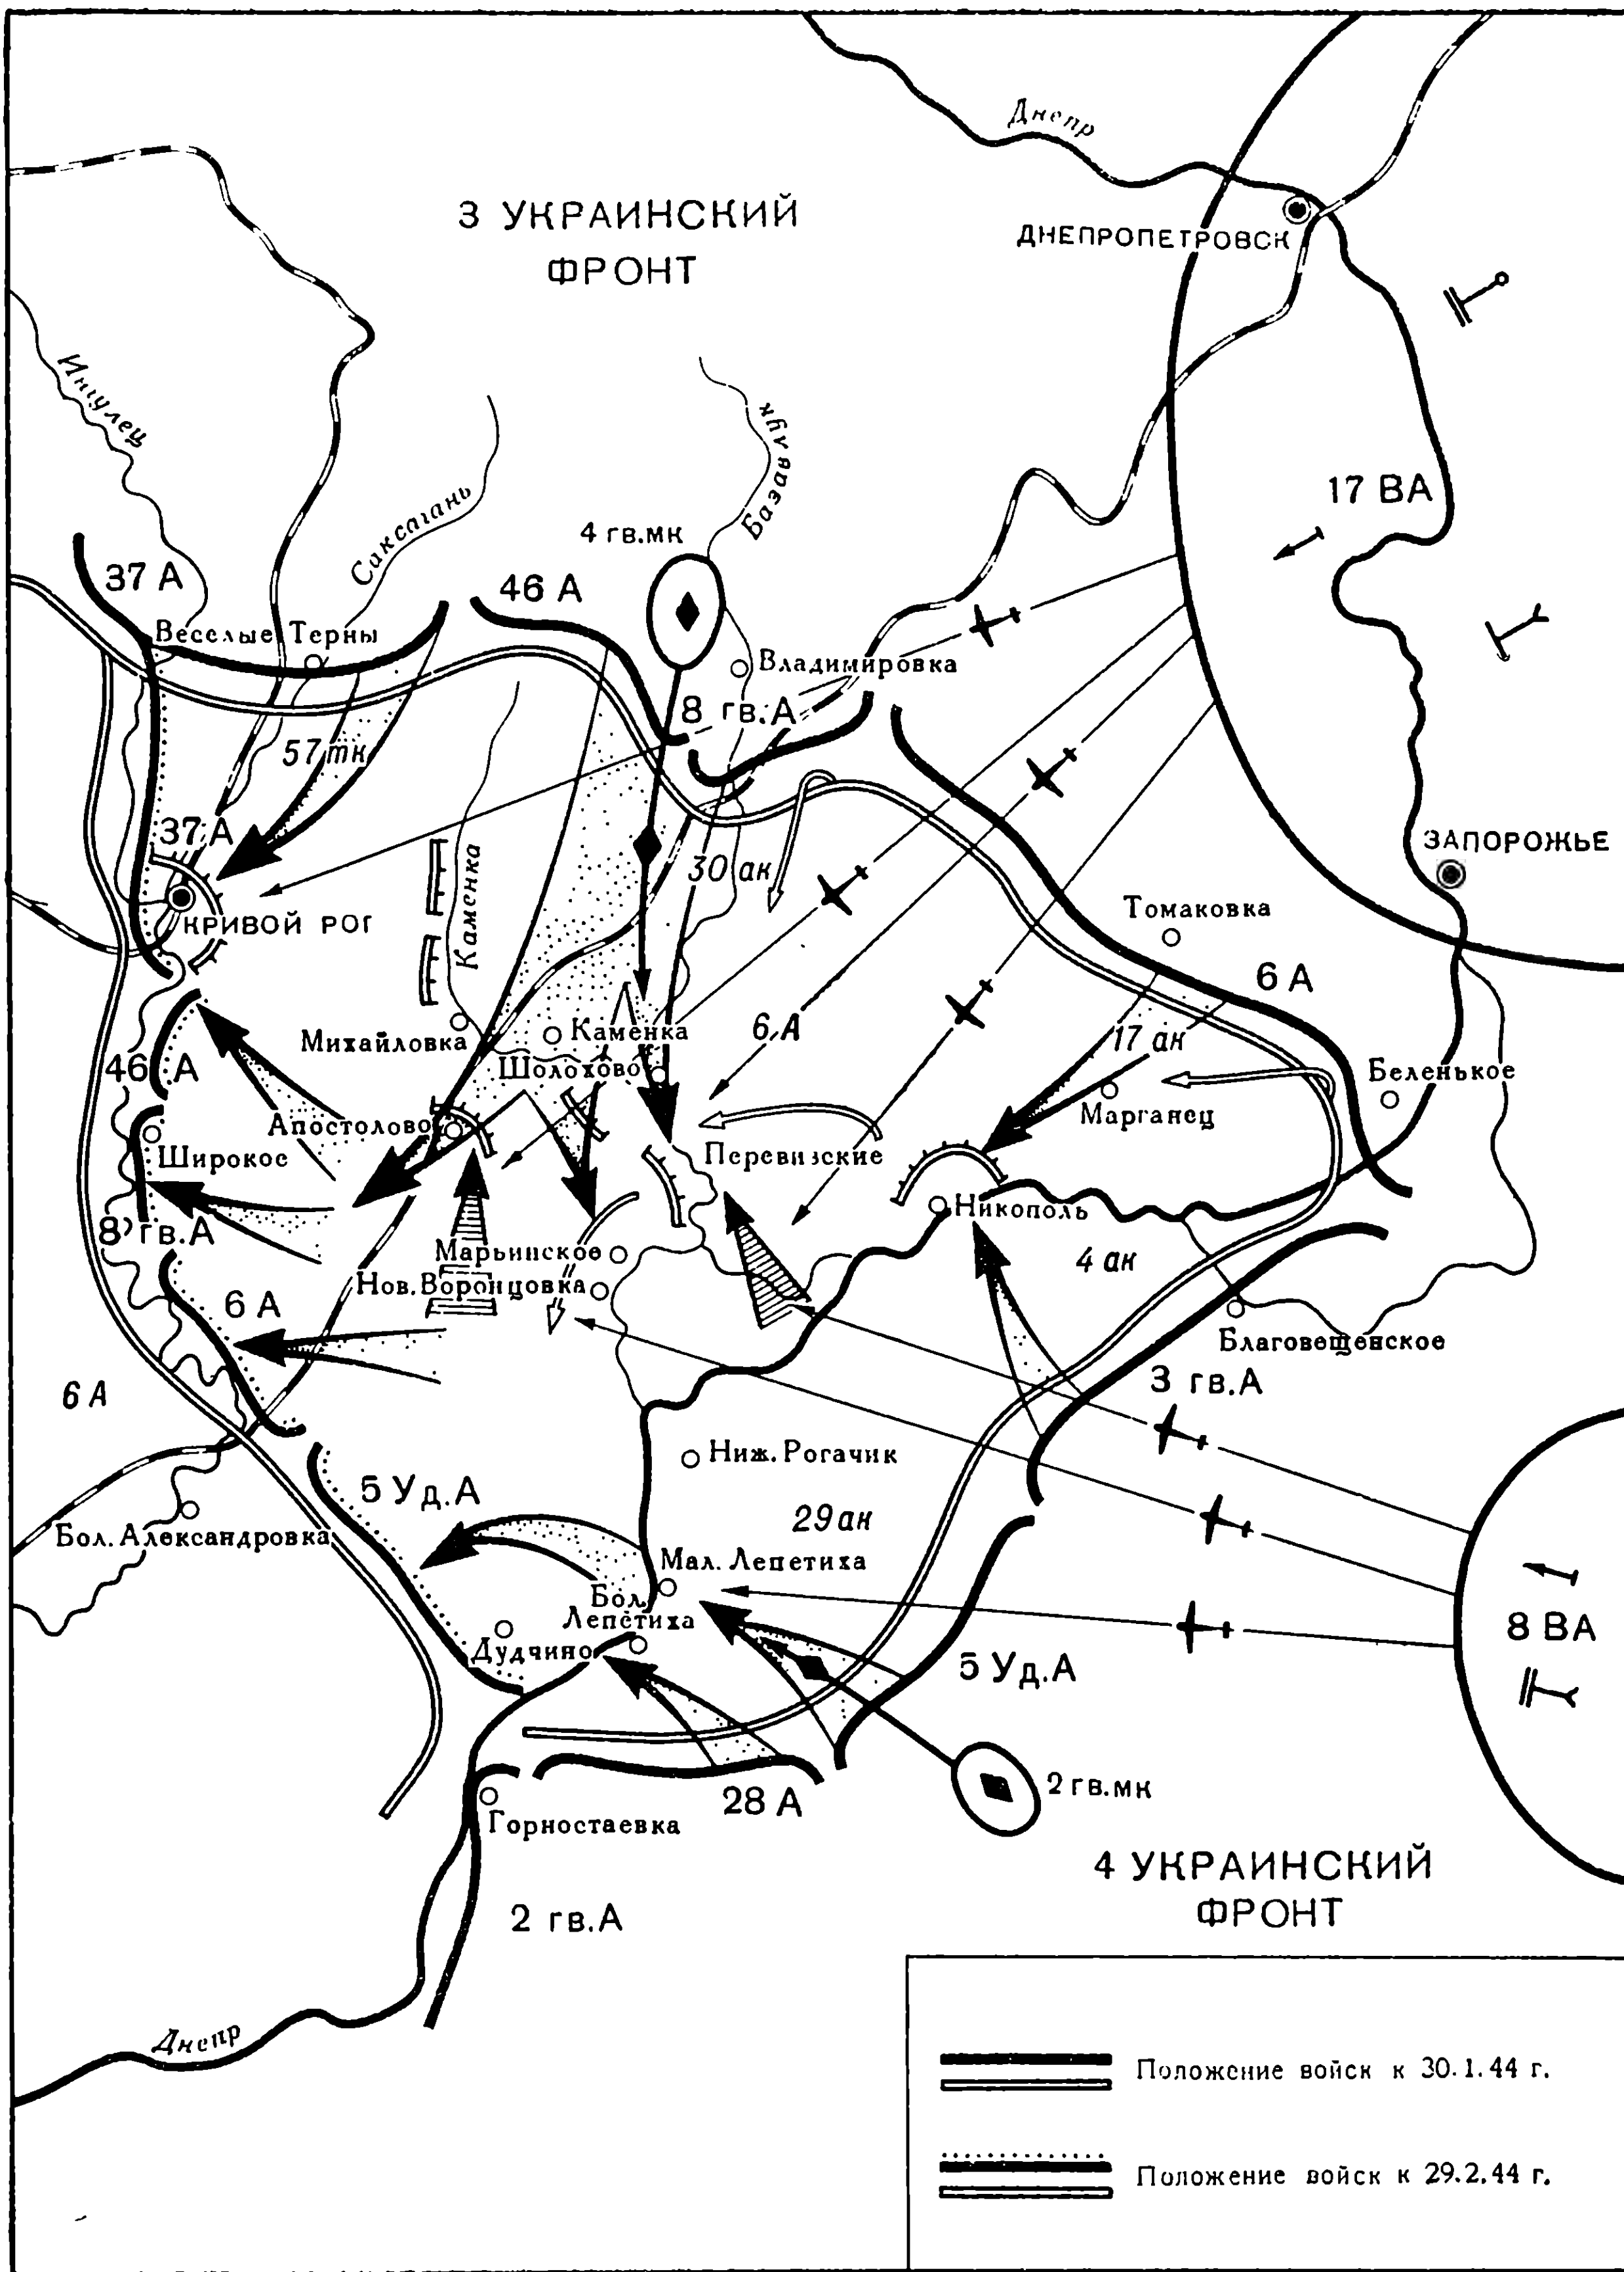 Днепр
3 УКРАИНСКИЙ
ФРОНТ
ДНЕПРОПЕТРОВСК
Ингулец
Саксагань
Базавлук
17 ВА
4 гв.мк
37 А
46 А
Веселые Терны
Владимировка
8 гв.А
57 тк
37 А
30 ак
Каменка
ЗАПОРОЖЬЕ
КРИВОЙ РОГ
Томаковка
6 А
Михайловка
Каменка
6 А
17 ак
46 А
Шолохово
Беленькое
Марганец
Апостолово
Широкое
Перевизские
Никополь
8 гв.А
Марьинское
4 ак
Нов. Воронцовка
6 А
Благовещенское
6 А
3 гв.А
Ниж. Рогачик
5 Уд.А
29 ак
Бол. Александровка
Мал. Лепетиха
Бол.
Лепетиха
8 ВА
Дудчино
5 Уд.А
2 гв.мк
28 А
Горностаевка
4 УКРАИНСКИЙ
ФРОНТ
2 гв.А
Днепр
Положение войск к 30.1.44 г.
Положение войск к 29.2.44 г.